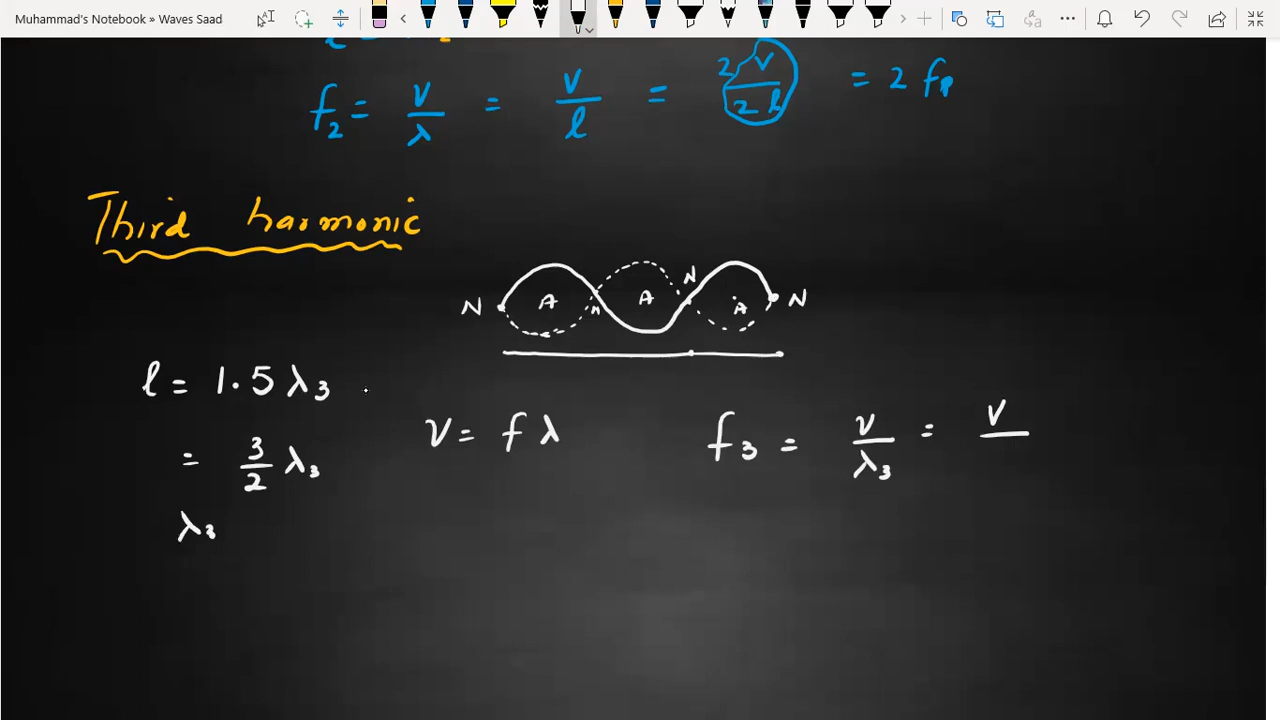 Muhammad's Notebook » Waves Saad
f₂ = v/λ = v/l = 2 v/2l = 2 f₁
Third harmonic
N A N A N A N
l = 1.5 λ₃
= 3/2 λ₃
v = f λ
f₃ = v/λ₃ = v/
λ₃